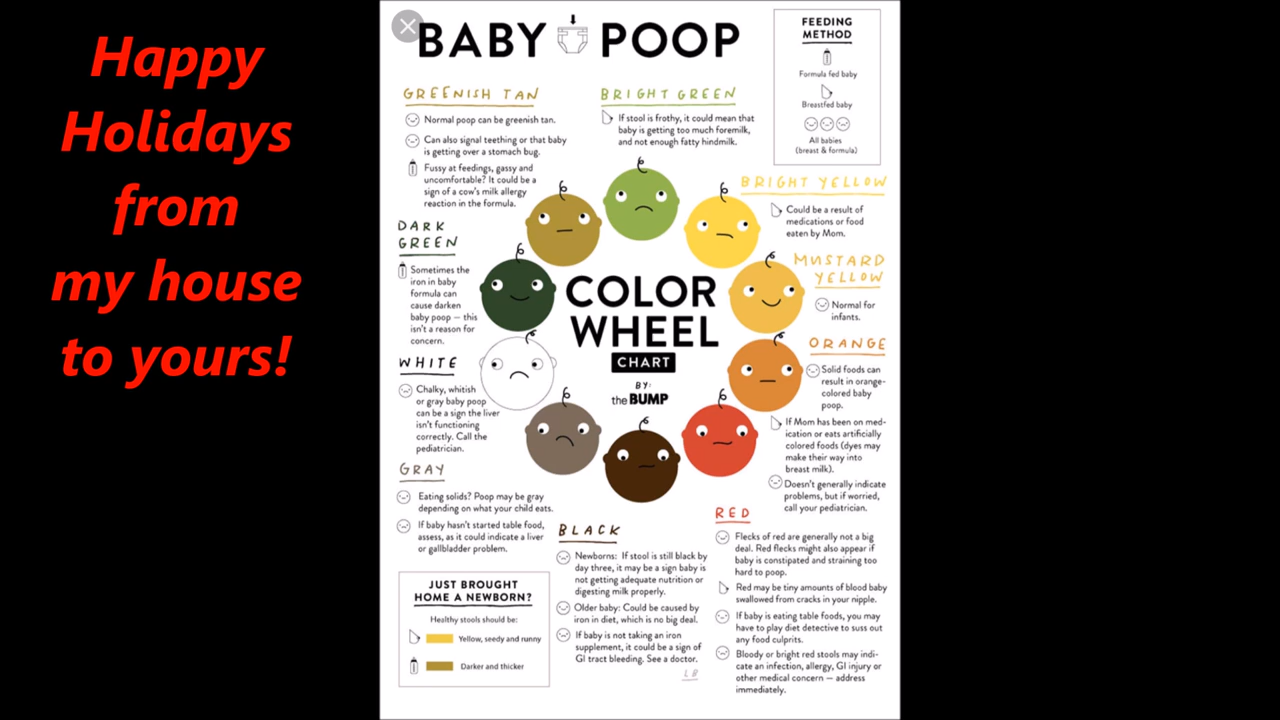 Happy
Holidays
from
my house
to yours!
BABY POOP
FEEDING
METHOD
Formula fed baby
Breastfed baby
All babies
(breast & formula)
GREENISH TAN
Normal poop can be greenish tan.
Can also signal teething or that baby
is getting over a stomach bug.
Fussy at feedings, gassy and
uncomfortable? It could be a
sign of a cow's milk allergy
reaction in the formula.
BRIGHT GREEN
If stool is frothy, it could mean that
baby is getting too much foremilk,
and not enough fatty hindmilk.
BRIGHT YELLOW
Could be a result of
medications or food
eaten by Mom.
DARK
GREEN
Sometimes the
iron in baby
formula can
cause darken
baby poop — this
isn't a reason for
concern.
MUSTARD
YELLOW
Normal for
infants.
COLOR
WHEEL
CHART
BY:
the BUMP
ORANGE
Solid foods can
result in orange-
colored baby
poop.
If Mom has been on med-
ication or eats artificially
colored foods (dyes may
make their way into
breast milk).
Doesn't generally indicate
problems, but if worried,
call your pediatrician.
WHITE
Chalky, whitish
or gray baby poop
can be a sign the liver
isn't functioning
correctly. Call the
pediatrician.
GRAY
Eating solids? Poop may be gray
depending on what your child eats.
If baby hasn't started table food,
assess, as it could indicate a liver
or gallbladder problem.
BLACK
Newborns: If stool is still black by
day three, it may be a sign baby is
not getting adequate nutrition or
digesting milk properly.
Older baby: Could be caused by
iron in diet, which is no big deal.
If baby is not taking an iron
supplement, it could be a sign of
GI tract bleeding. See a doctor.
LB
RED
Flecks of red are generally not a big
deal. Red flecks might also appear if
baby is constipated and straining too
hard to poop.
Red may be tiny amounts of blood baby
swallowed from cracks in your nipple.
If baby is eating table foods, you may
have to play diet detective to suss out
any food culprits.
Bloody or bright red stools may indi-
cate an infection, allergy, GI injury or
other medical concern — address
immediately.
JUST BROUGHT
HOME A NEWBORN?
Healthy stools should be:
Yellow, seedy and runny
Darker and thicker